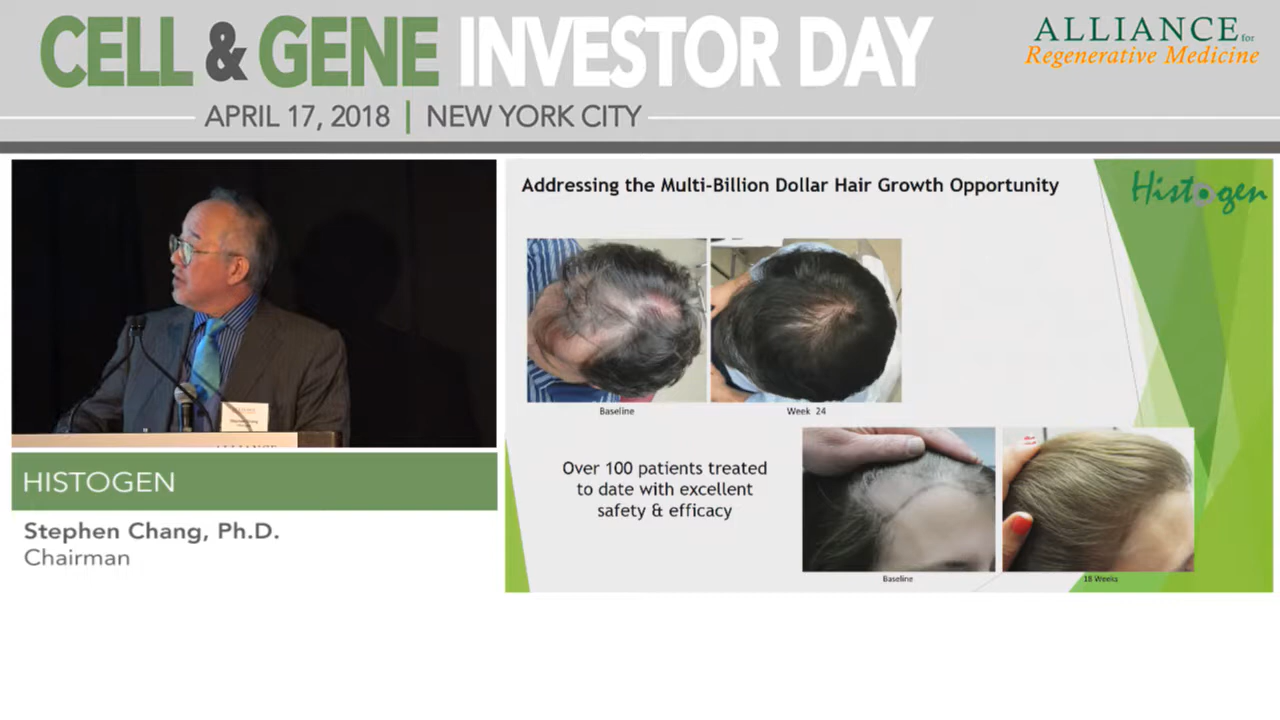 CELL & GENE INVESTOR DAY
APRIL 17, 2018 | NEW YORK CITY
ALLIANCE for
Regenerative Medicine
Addressing the Multi-Billion Dollar Hair Growth Opportunity
Histogen
Baseline
Week 24
Over 100 patients treated
to date with excellent
safety & efficacy
Baseline
18 Weeks
ALLIANCE
HISTOGEN
Stephen Chang, Ph.D.
Chairman